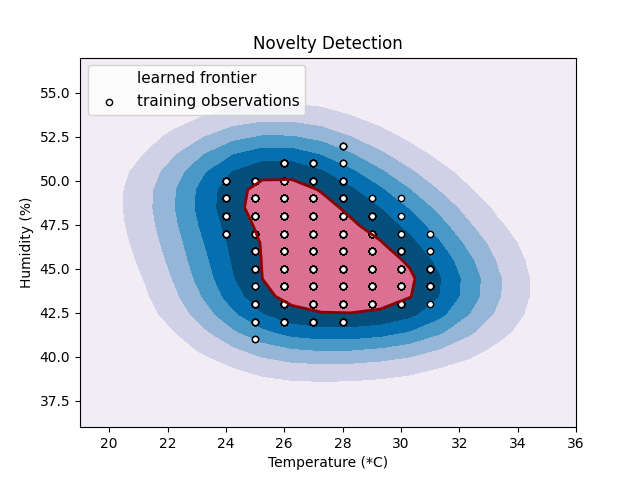 Novelty Detection
learned frontier
training observations
55.0
52.5
50.0
47.5
45.0
42.5
40.0
37.5
Humidity (%)
20 22 24 26 28 30 32 34 36
Temperature (*C)